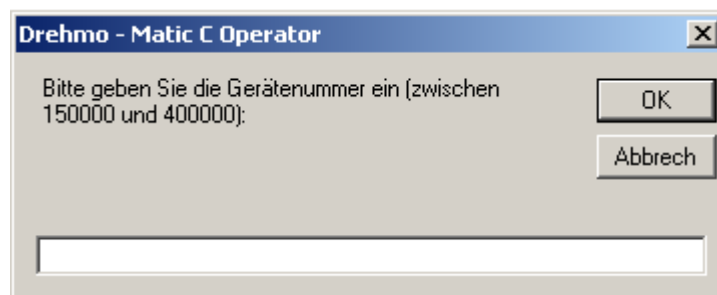 Drehmo - Matic C Operator
Bitte geben Sie die Gerätenummer ein (zwischen
150000 und 400000):
OK
Abbrech